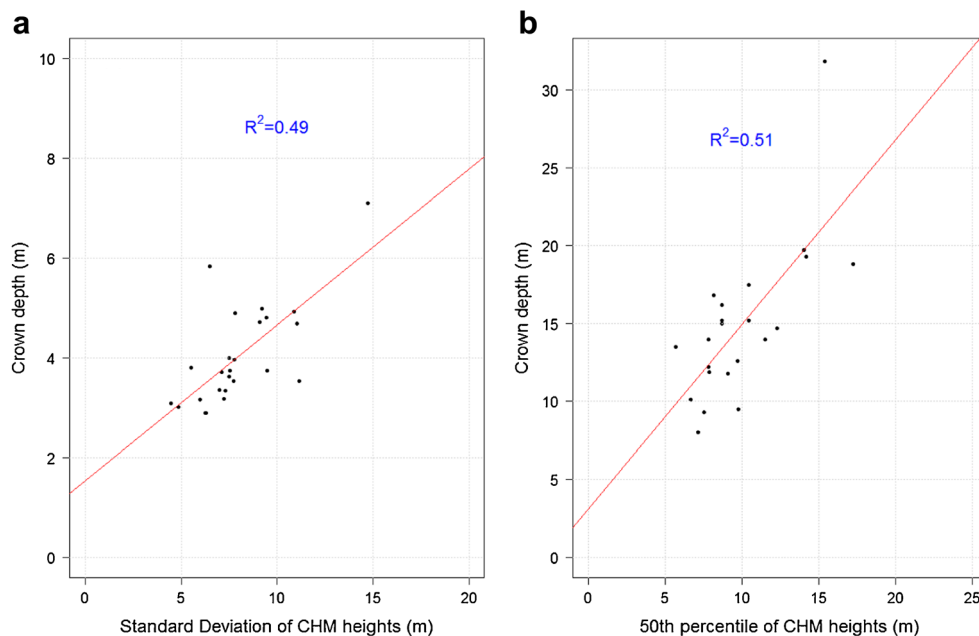 a
10
8
6
4
2
0
Crown depth (m)
R²=0.49
0 5 10 15 20
Standard Deviation of CHM heights (m)
b
30
25
20
15
10
5
0
Crown depth (m)
R²=0.51
0 5 10 15 20 25
50th percentile of CHM heights (m)